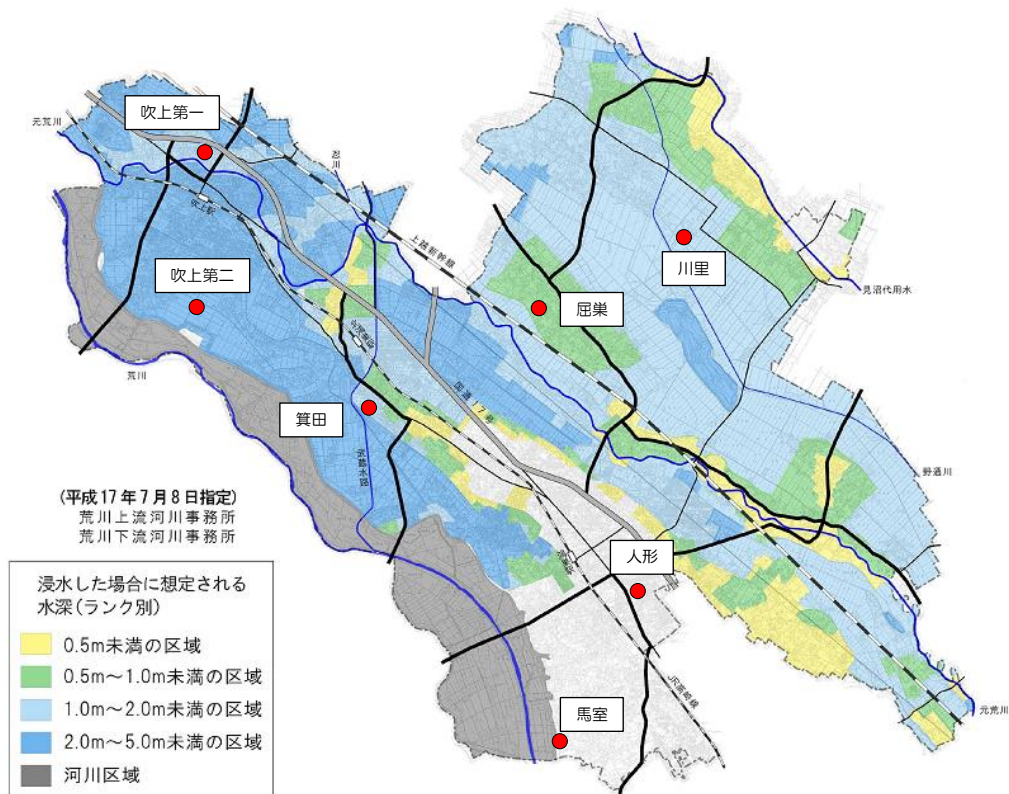 吹上第一
元荒川
忍川
吹上駅
上越新幹線
川里
吹上第二
屈巣
見沼代用水
荒川
国道17号
箕田
武蔵水路
野通川
(平成17年7月8日指定)
荒川上流河川事務所
荒川下流河川事務所
人形
浸水した場合に想定される
水深(ランク別)
0.5m未満の区域
0.5m~1.0m未満の区域
1.0m~2.0m未満の区域
2.0m~5.0m未満の区域
河川区域
JR高崎線
馬室
元荒川